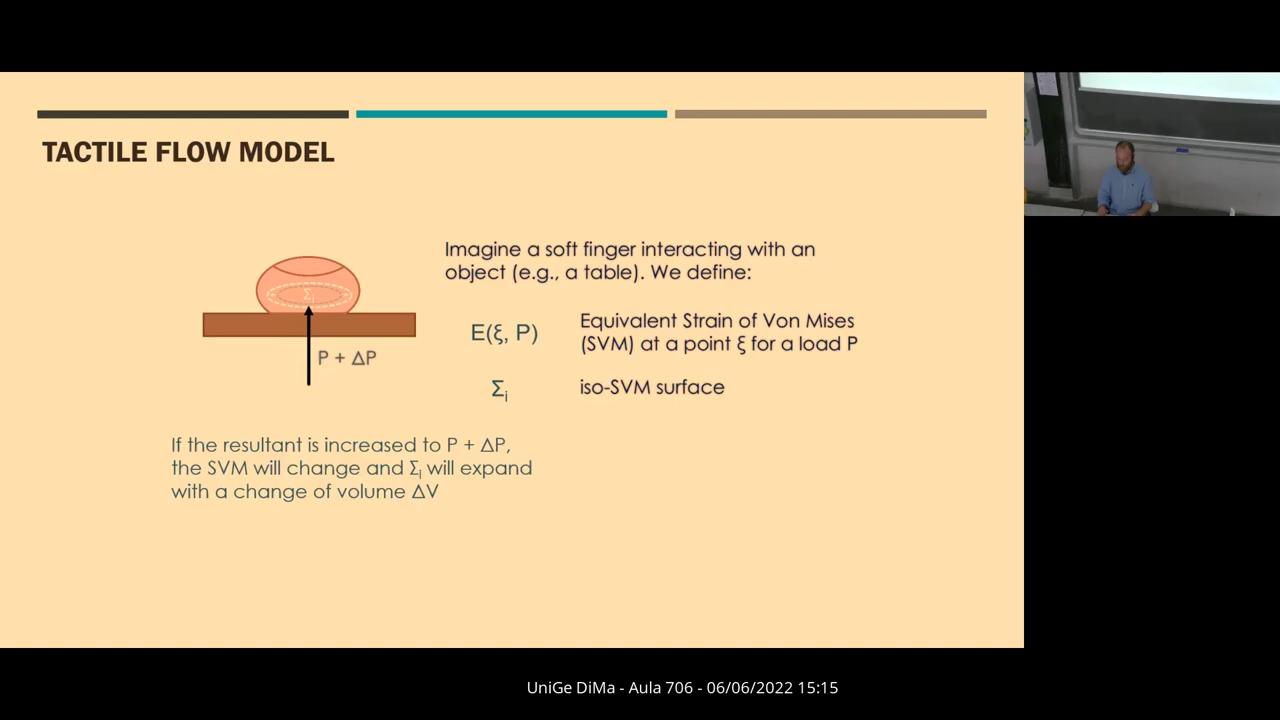 TACTILE FLOW MODEL
Imagine a soft finger interacting with an
object (e.g., a table). We define:
Σi
E(ξ, P)
Equivalent Strain of Von Mises
(SVM) at a point ξ for a load P
P + ΔP
Σi
iso-SVM surface
If the resultant is increased to P + ΔP,
the SVM will change and Σi will expand
with a change of volume ΔV
UniGe DiMa - Aula 706 - 06/06/2022 15:15